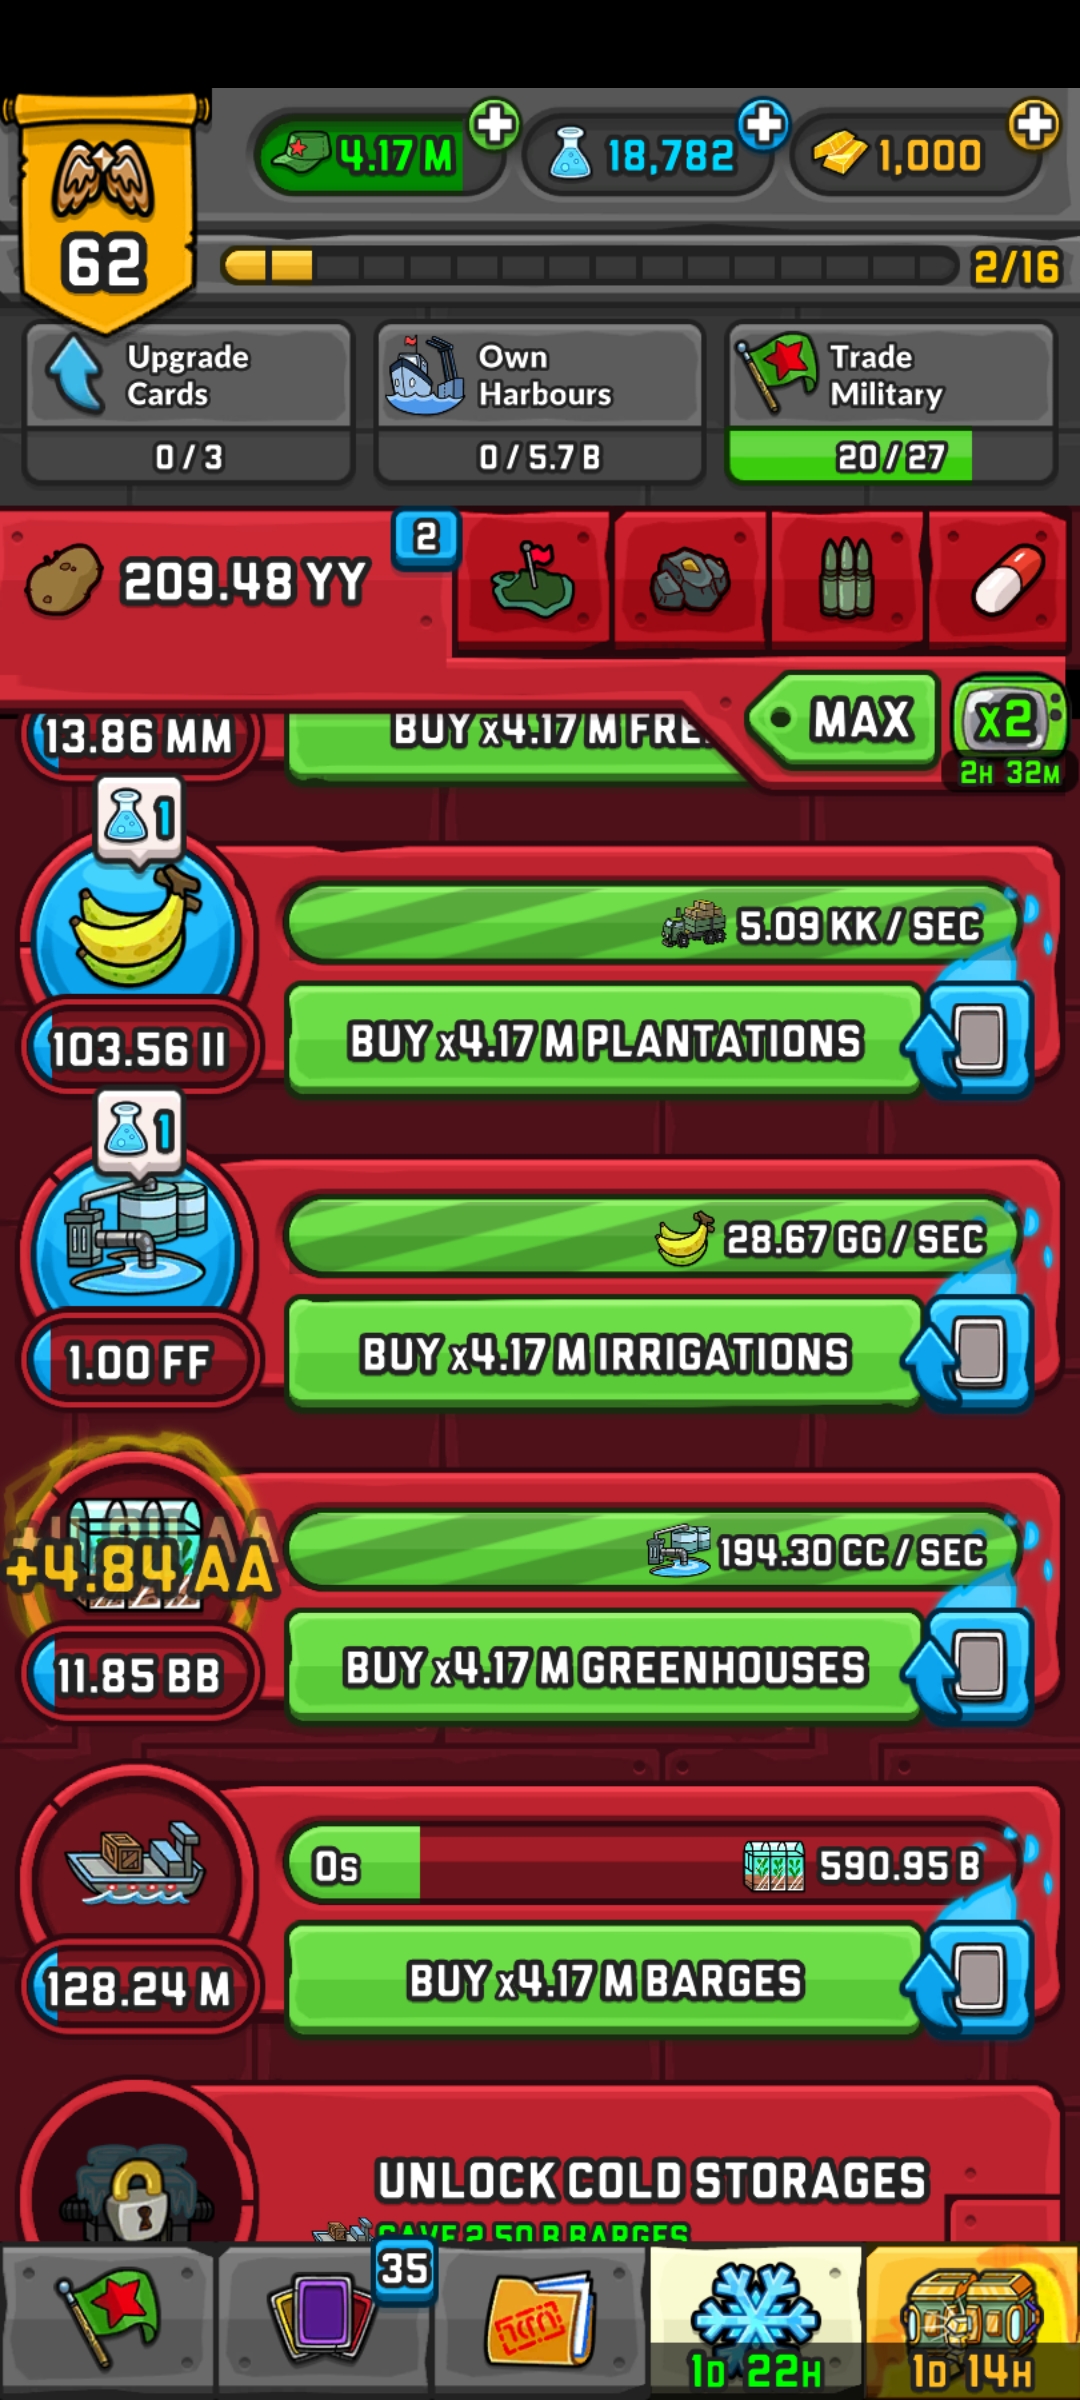 4.17 M
18,782
1,000
62
2/16
Upgrade Cards
0 / 3
Own Harbours
0 / 5.7 B
Trade Military
20 / 27
209.48 YY
2
MAX
x2
2H 32M
13.86 MM
BUY x4.17 M FRE
1
5.09 KK / SEC
103.56 II
BUY x4.17 M PLANTATIONS
1
28.67 GG / SEC
1.00 FF
BUY x4.17 M IRRIGATIONS
+4.84 AA
194.30 CC / SEC
11.85 BB
BUY x4.17 M GREENHOUSES
0s
590.95 B
128.24 M
BUY x4.17 M BARGES
UNLOCK COLD STORAGES
SAVE 2.50 B BARGES
35
1D 22H
1D 14H